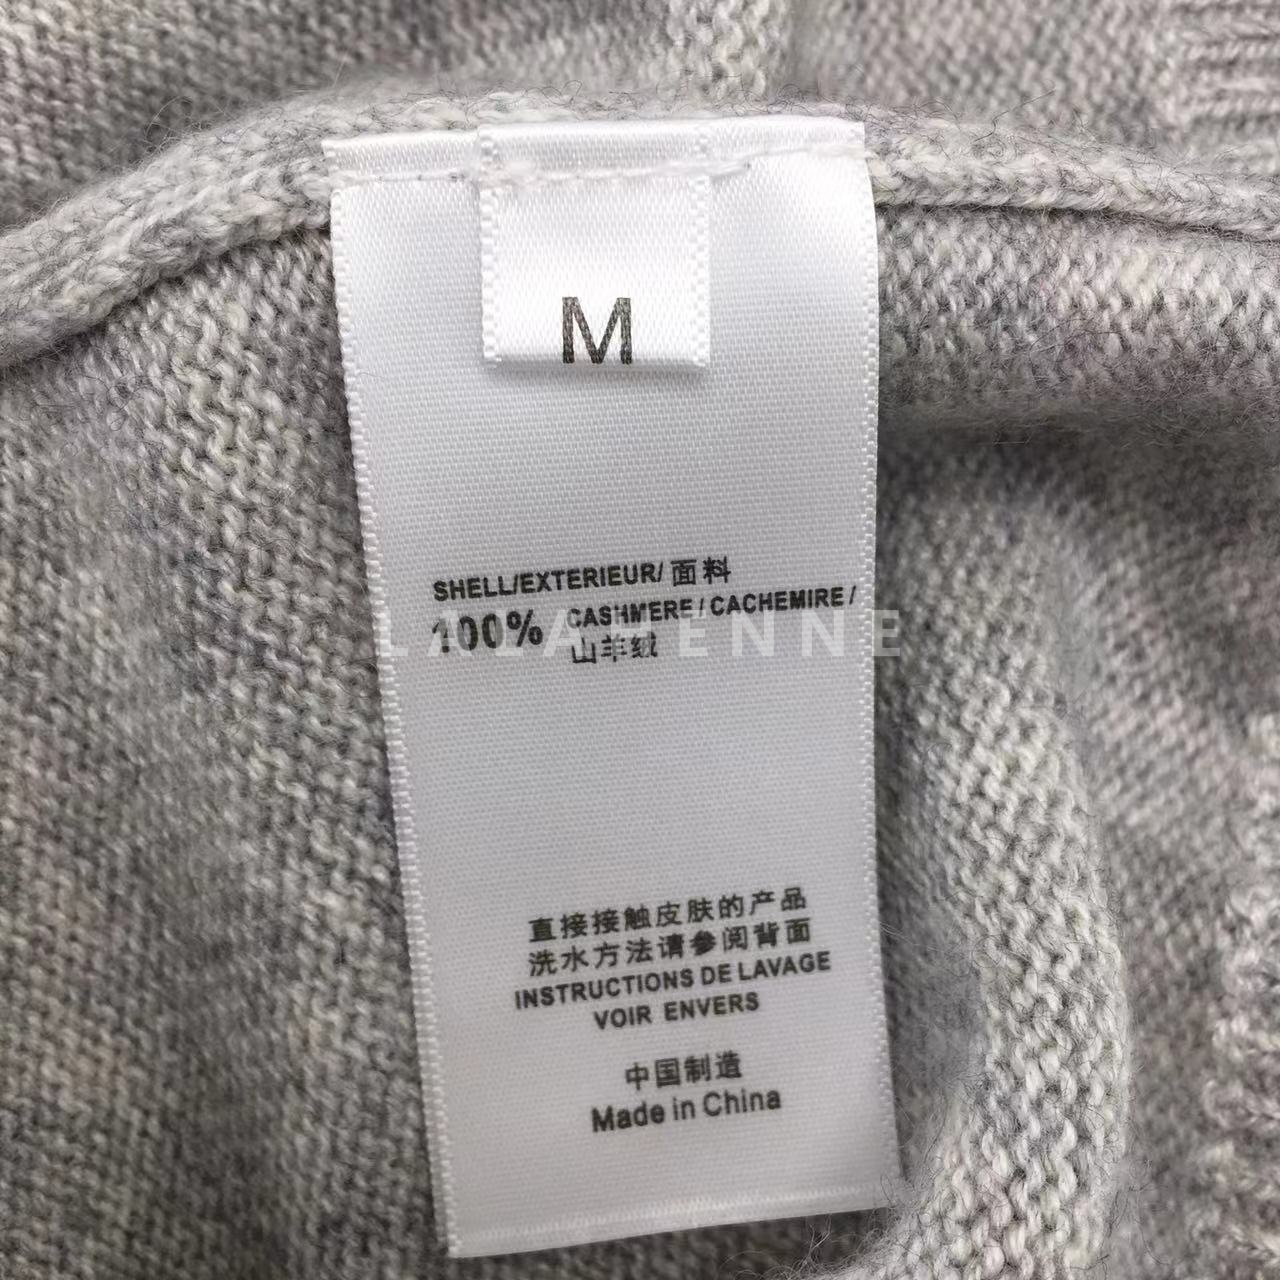 M
SHELL/EXTERIEUR/ 面料
100% CASHMERE / CACHEMIRE /
山羊绒
LALAVENNE
直接接触皮肤的产品
洗水方法请参阅背面
INSTRUCTIONS DE LAVAGE
VOIR ENVERS
中国制造
Made in China